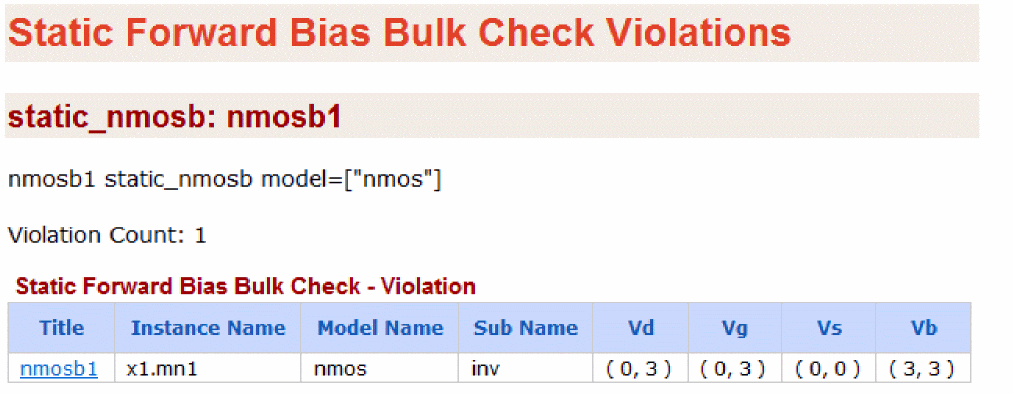 Static Forward Bias Bulk Check Violations
static_nmosb: nmosb1
nmosb1 static_nmosb model=["nmos"]
Violation Count: 1
Static Forward Bias Bulk Check - Violation
Title Instance Name Model Name Sub Name Vd Vg Vs Vb
nmosb1 x1.mn1 nmos inv ( 0, 3 ) ( 0, 3 ) ( 0, 0 ) ( 3, 3 )